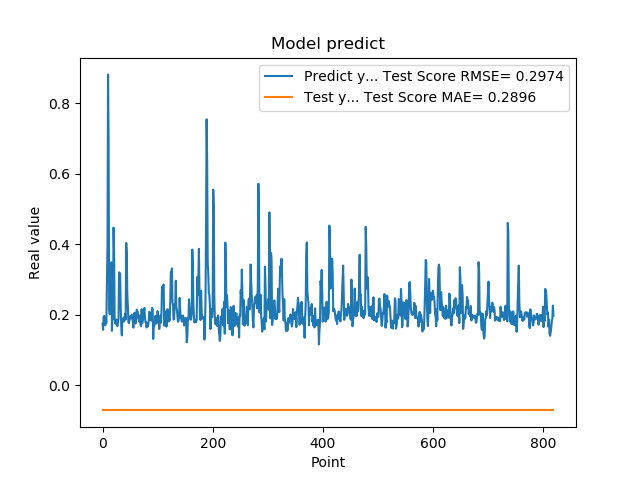 Model predict
Predict y... Test Score RMSE= 0.2974
Test y... Test Score MAE= 0.2896
Real value
0.8
0.6
0.4
0.2
0.0
0 200 400 600 800
Point